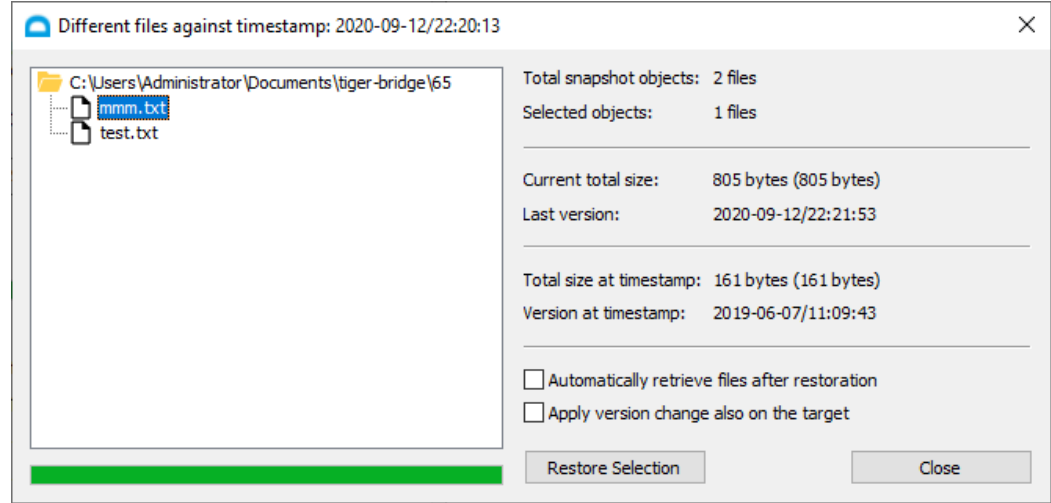 Different files against timestamp: 2020-09-12/22:20:13
C:\Users\Administrator\Documents\tiger-bridge\65
mmm.txt
test.txt
Total snapshot objects: 2 files
Selected objects: 1 files
Current total size: 805 bytes (805 bytes)
Last version: 2020-09-12/22:21:53
Total size at timestamp: 161 bytes (161 bytes)
Version at timestamp: 2019-06-07/11:09:43
Automatically retrieve files after restoration
Apply version change also on the target
Restore Selection
Close